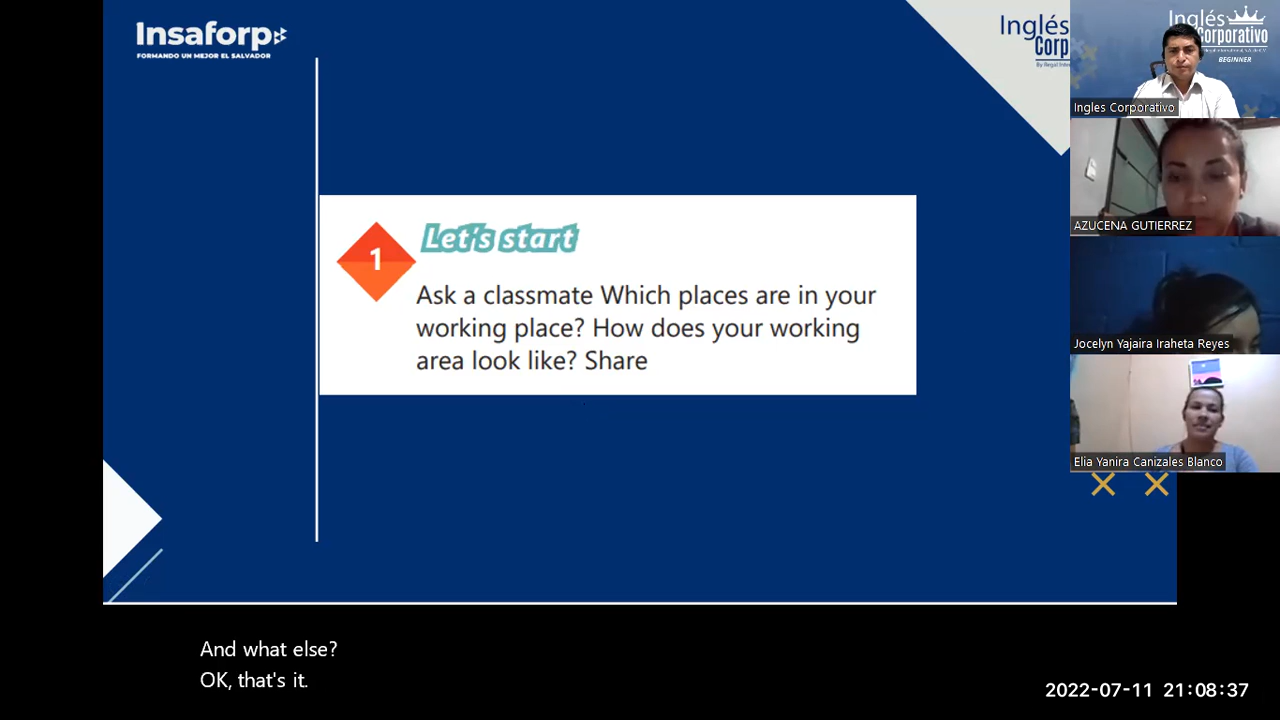 Insaforp
FORMANDO UN MEJOR EL SALVADOR
Inglés
Corp
Inglés
Corporativo
BEGINNER
Ingles Corporativo
AZUCENA GUTIERREZ
Jocelyn Yajaira Iraheta Reyes
Elia Yanira Canizales Blanco
Let's start
1
Ask a classmate Which places are in your
working place? How does your working
area look like? Share
And what else?
OK, that's it.
2022-07-11 21:08:37